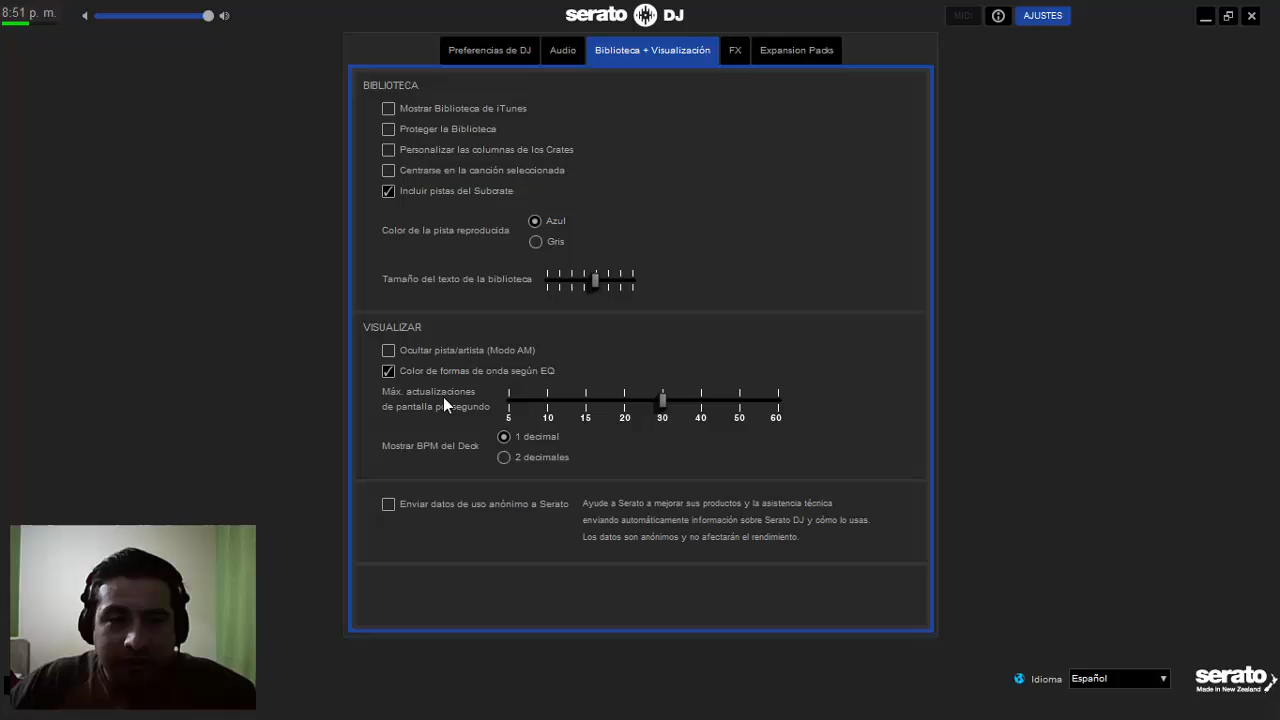 8:51 p. m.
serato DJ
MIDI
AJUSTES
Preferencias de DJ
Audio
Biblioteca + Visualización
FX
Expansion Packs
BIBLIOTECA
Mostrar Biblioteca de iTunes
Proteger la Biblioteca
Personalizar las columnas de los Crates
Centrarse en la canción seleccionada
Incluir pistas del Subcrate
Color de la pista reproducida
Azul
Gris
Tamaño del texto de la biblioteca
VISUALIZAR
Ocultar pista/artista (Modo AM)
Color de formas de onda según EQ
Máx. actualizaciones
de pantalla por segundo
5 10 15 20 30 40 50 60
Mostrar BPM del Deck
1 decimal
2 decimales
Enviar datos de uso anónimo a Serato
Ayude a Serato a mejorar sus productos y la asistencia técnica
enviando automáticamente información sobre Serato DJ y cómo lo usas.
Los datos son anónimos y no afectarán el rendimiento.
Idioma
Español
serato
Made in New Zealand